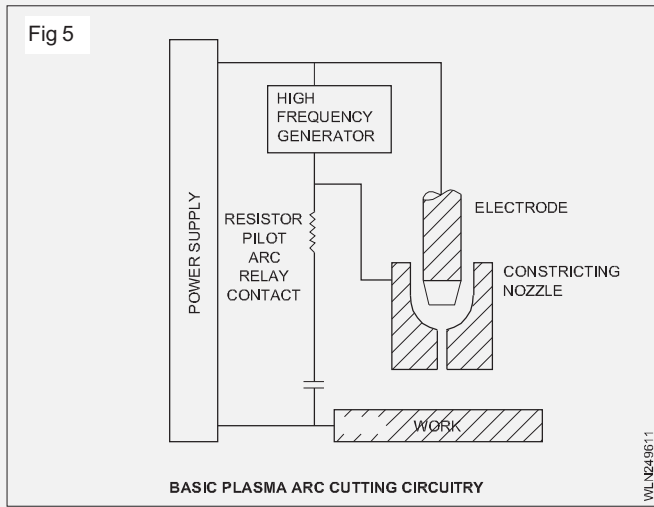 Fig 5
HIGH
FREQUENCY
GENERATOR
POWER SUPPLY
RESISTOR
PILOT
ARC
RELAY
CONTACT
ELECTRODE
CONSTRICTING
NOZZLE
WORK
BASIC PLASMA ARC CUTTING CIRCUITRY
WLN249611